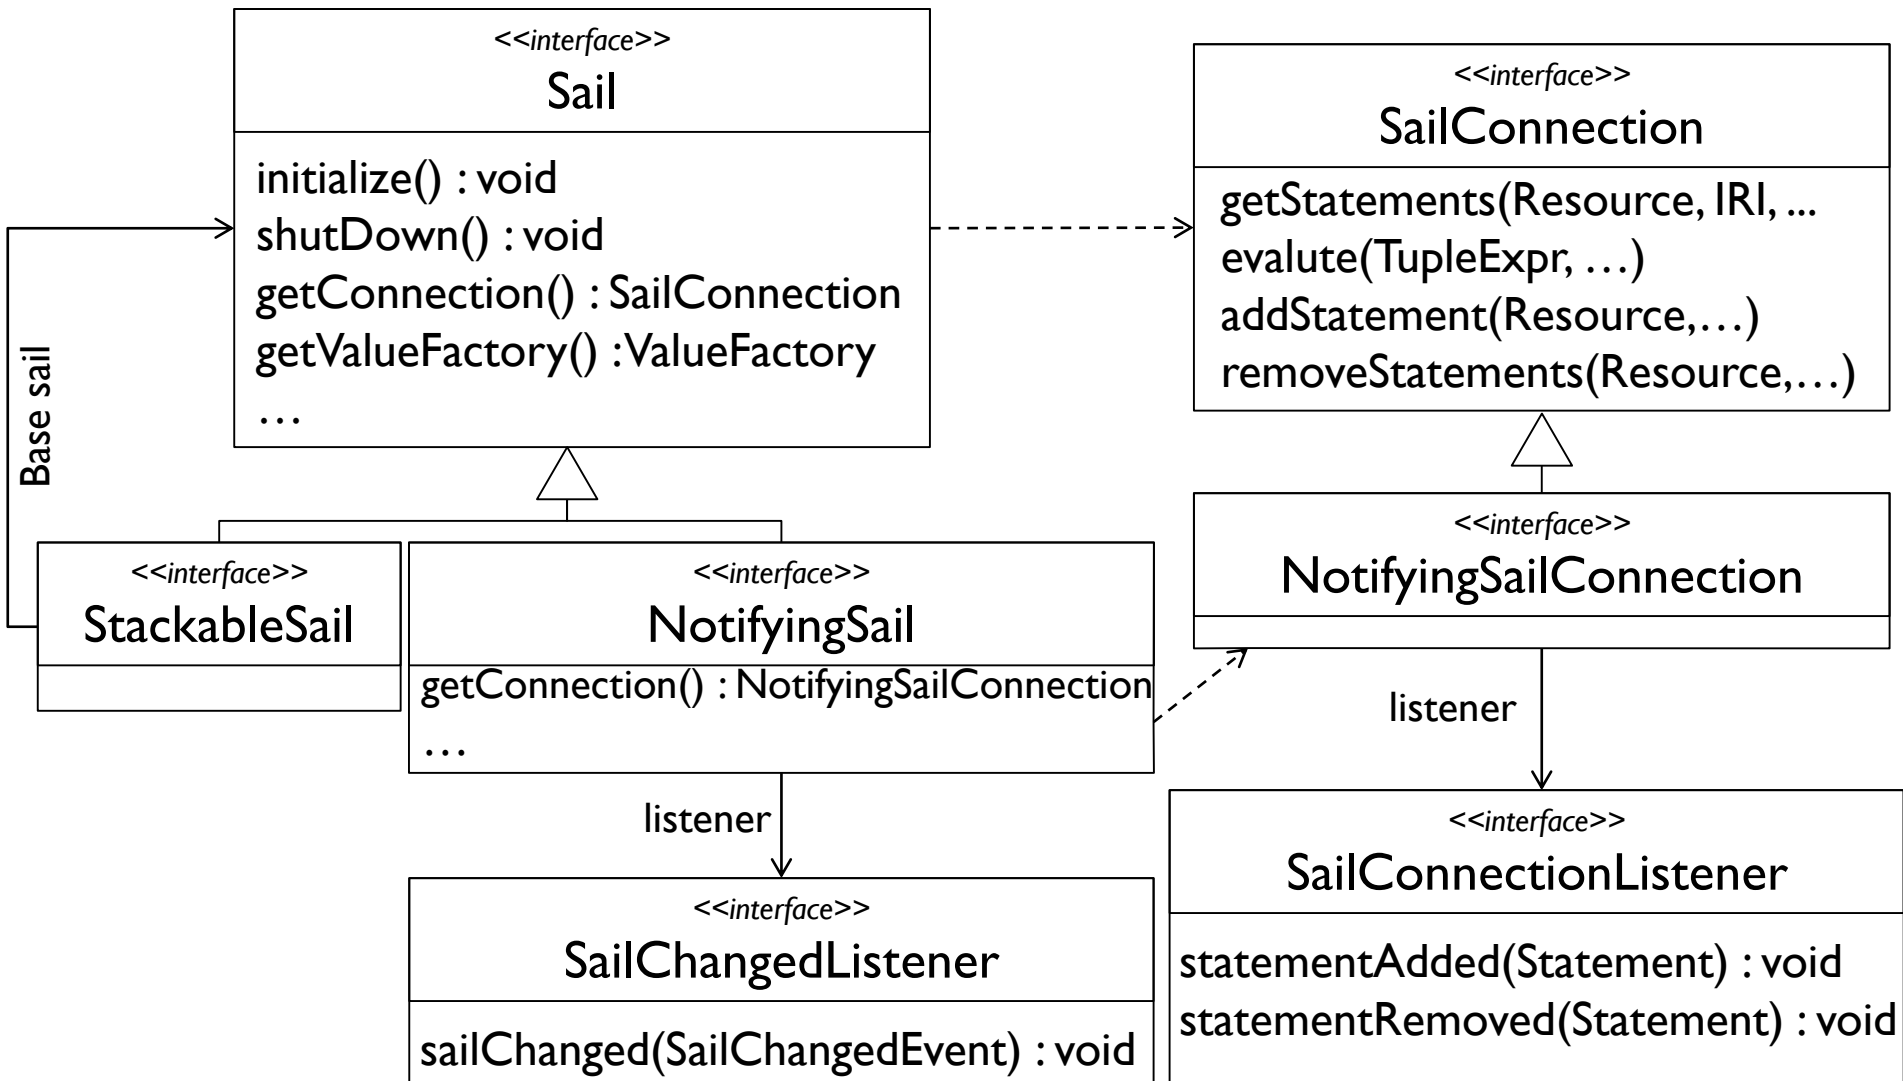 <<interface>>
Sail
initialize() : void
shutDown() : void
getConnection() : SailConnection
getValueFactory() : ValueFactory
…
<<interface>>
SailConnection
getStatements(Resource, IRI, ...
evalute(TupleExpr, …)
addStatement(Resource,…)
removeStatements(Resource,…)
Base sail
<<interface>>
StackableSail
<<interface>>
NotifyingSail
getConnection() : NotifyingSailConnection
…
<<interface>>
NotifyingSailConnection
listener
listener
<<interface>>
SailChangedListener
sailChanged(SailChangedEvent) : void
<<interface>>
SailConnectionListener
statementAdded(Statement) : void
statementRemoved(Statement) : void